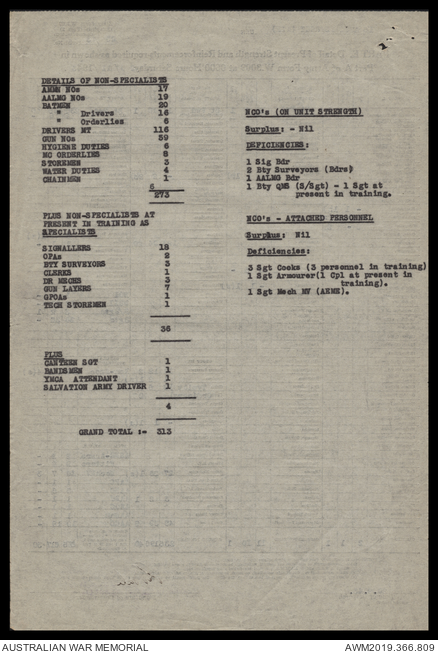 DETAILS OF NON-SPECIALISTS
AMMN NOs 17
AALMG NOs 19
BATMEN 20
" Drivers 16
" Orderlies 6
DRIVERS MT 116
GUN NOs 59
HYGIENE DUTIES 6
MC ORDERLIES 8
STOREMEN 3
WATER DUTIES 4
CHAINMEN 1
273
PLUS NON-SPECIALISTS AT
PRESENT IN TRAINING AS
SPECIALISTS
SIGNALLERS 18
OPAs 2
BTY SURVEYORS 3
CLERKS 1
DR MECHS 3
GUN LAYERS 7
GPOAs 1
TECH STOREMEN 1
36
PLUS
CANTEEN SGT 1
BANDSMEN 1
YMCA ATTENDANT 1
SALVATION ARMY DRIVER 1
4
GRAND TOTAL :- 313
NCO's (ON UNIT STRENGTH)
Surplus: - Nil
DEFICIENCIES:
1 Sig Bdr
2 Bty Surveyors (Bdrs)
1 AALMG Bdr
1 Bty QMS (S/Sgt) - 1 Sgt at
present in training.
NCO's - ATTACHED PERSONNEL
Surplus: Nil
Deficiencies:
3 Sgt Cooks (3 personnel in training)
1 Sgt Armourer(1 Cpl at present in
training).
1 Sgt Mech MV (AEME).
AUSTRALIAN WAR MEMORIAL
AWM2019.366.809